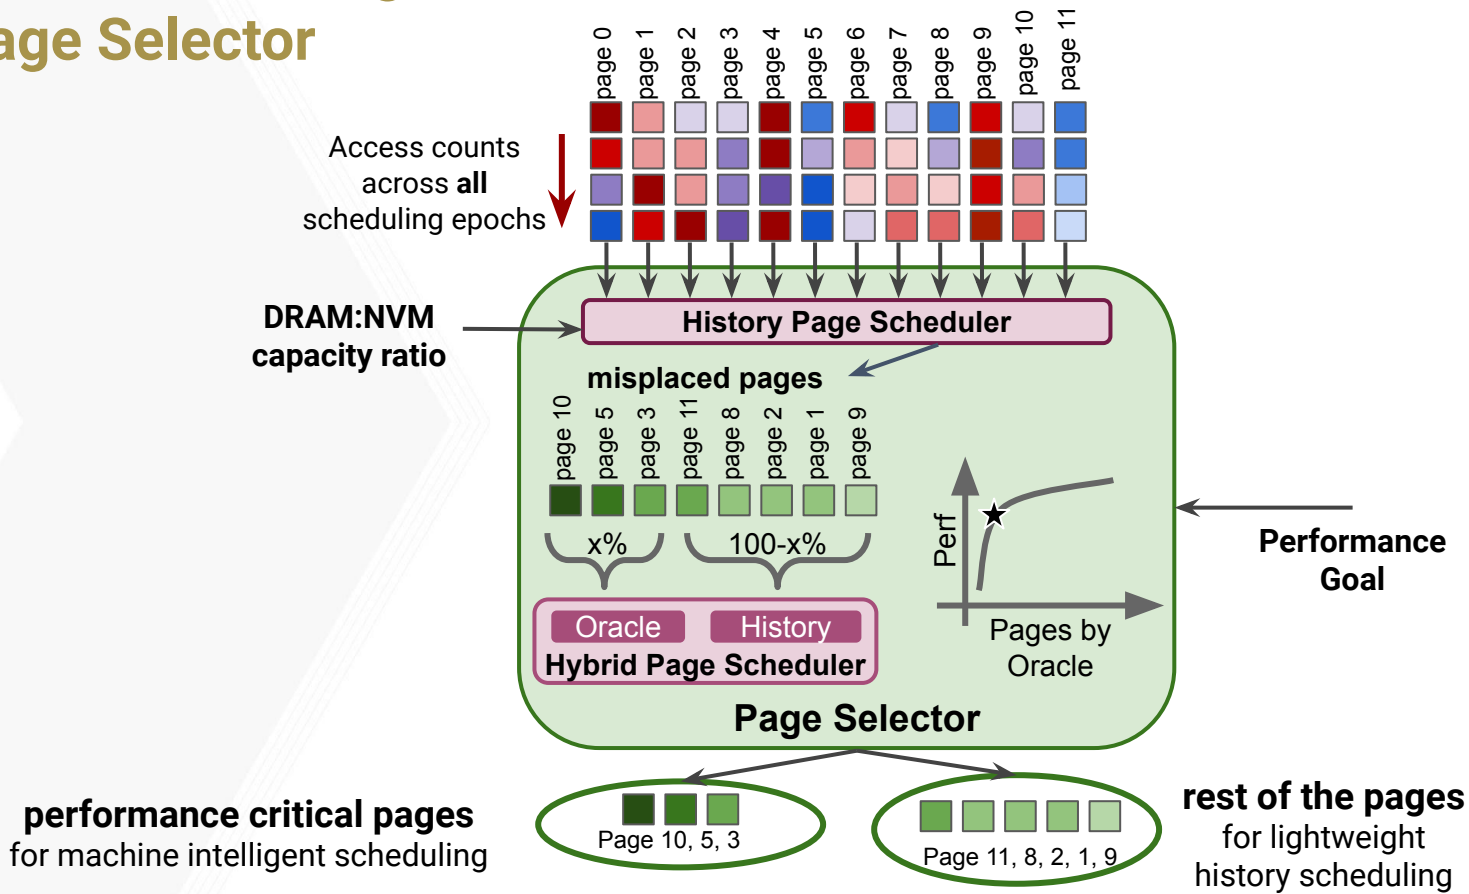 age Selector
page 0
page 1
page 2
page 3
page 4
page 5
page 6
page 7
page 8
page 9
page 10
page 11
Access counts
across all
scheduling epochs
DRAM:NVM
capacity ratio
History Page Scheduler
misplaced pages
page 10
page 5
page 3
page 11
page 8
page 2
page 1
page 9
x%
100-x%
Oracle
History
Hybrid Page Scheduler
Perf
Pages by
Oracle
Performance
Goal
Page Selector
performance critical pages
for machine intelligent scheduling
Page 10, 5, 3
Page 11, 8, 2, 1, 9
rest of the pages
for lightweight
history scheduling